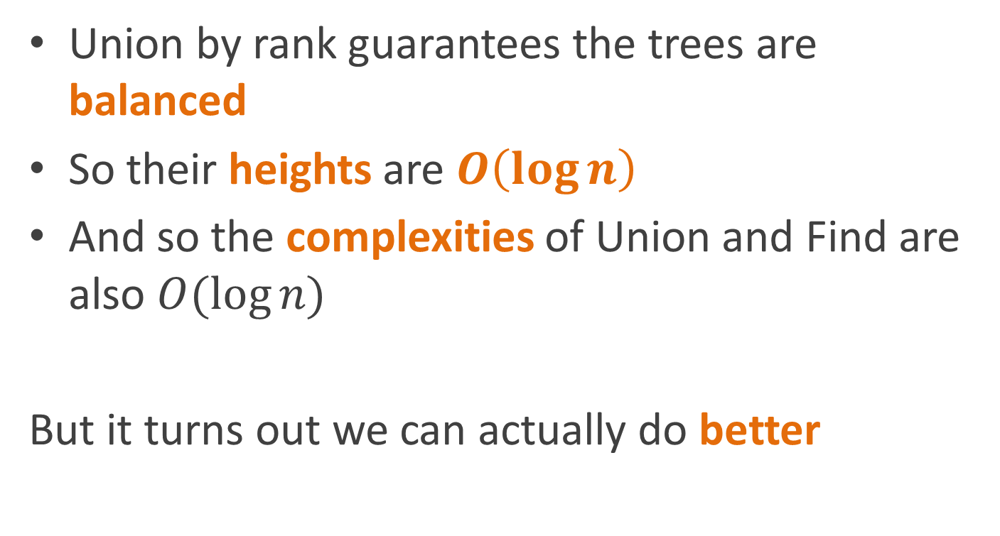 • Union by rank guarantees the trees are
balanced
• So their heights are O(log n)
• And so the complexities of Union and Find are
also O(log n)
But it turns out we can actually do better